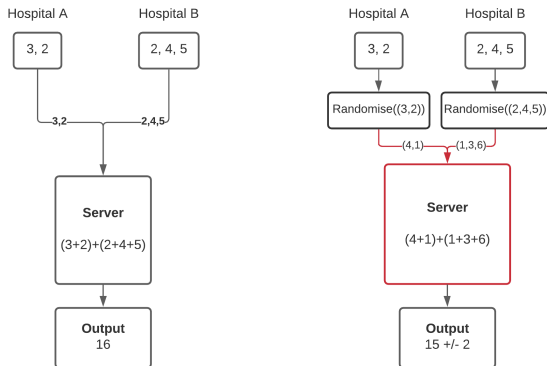 Hospital A
Hospital B
3, 2
2, 4, 5
3,2
2,4,5
Server
(3+2)+(2+4+5)
Output
16
Hospital A
Hospital B
3, 2
2, 4, 5
Randomise((3,2))
Randomise((2,4,5))
(4,1)
(1,3,6)
Server
(4+1)+(1+3+6)
Output
15 +/- 2